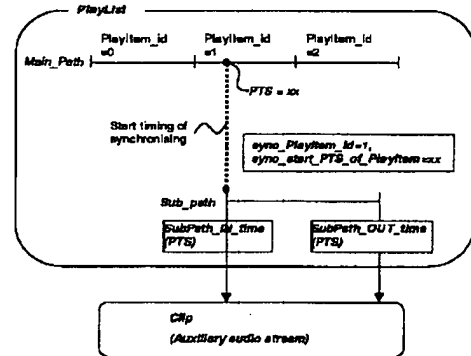 PlayList
PlayItem_id
=0
PlayItem_id
=1
PlayItem_id
=2
Main_Path
PTS = xx
Start timing of
synchronising
sync_PlayItem_id=1,
sync_start_PTS_of_PlayItem=xx
Sub_path
SubPath_IN_time
(PTS)
SubPath_OUT_time
(PTS)
Clip
(Auxiliary audio stream)